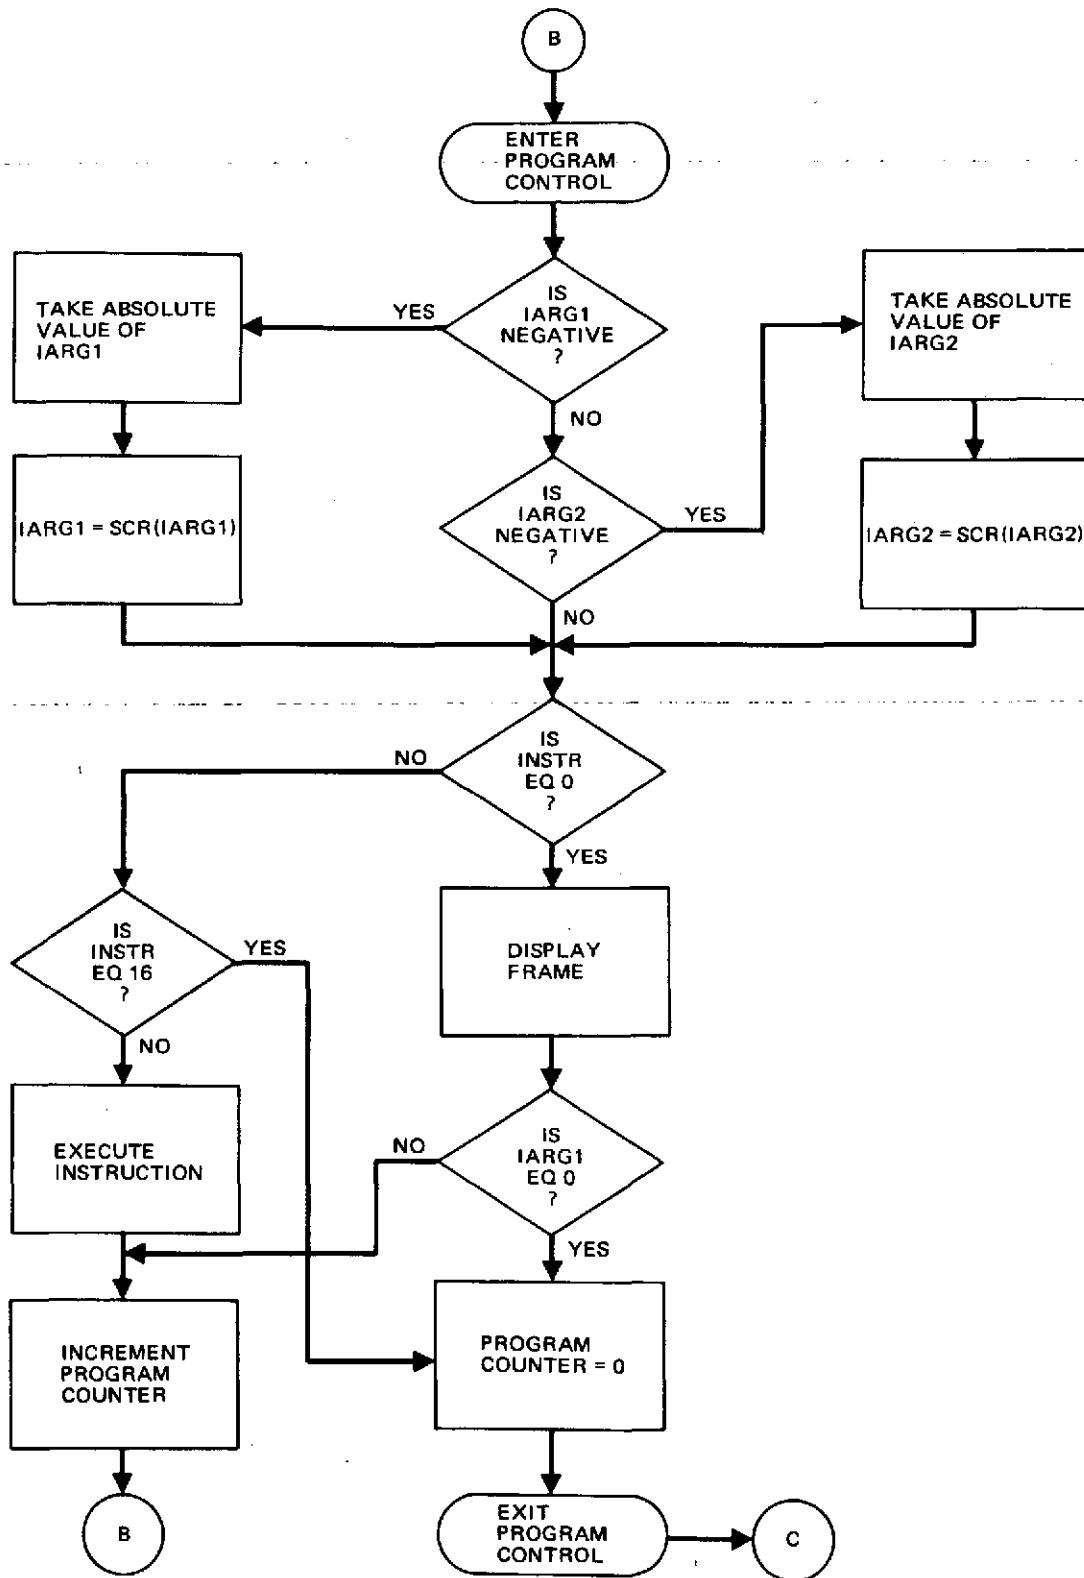 B
ENTER
PROGRAM
CONTROL
IS
IARG1
NEGATIVE
?
YES
TAKE ABSOLUTE
VALUE OF
IARG1
TAKE ABSOLUTE
VALUE OF
IARG2
NO
IARG1 = SCR(IARG1)
IS
IARG2
NEGATIVE
?
YES
IARG2 = SCR(IARG2)
NO
IS
INSTR
EQ 0
?
NO
YES
IS
INSTR
EQ 16
?
YES
DISPLAY
FRAME
NO
EXECUTE
INSTRUCTION
NO
IS
IARG1
EQ 0
?
YES
INCREMENT
PROGRAM
COUNTER
PROGRAM
COUNTER = 0
B
EXIT
PROGRAM
CONTROL
C